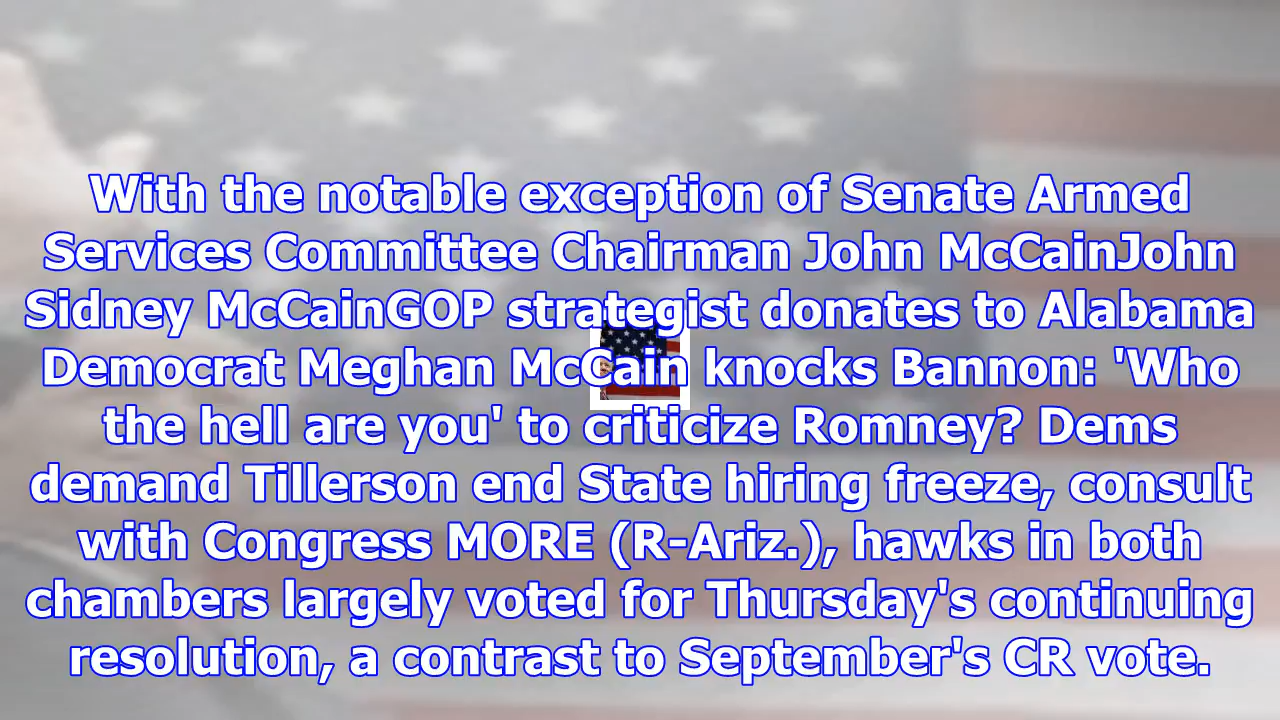 With the notable exception of Senate Armed
Services Committee Chairman John McCainJohn
Sidney McCainGOP strategist donates to Alabama
Democrat Meghan McCain knocks Bannon: 'Who
the hell are you' to criticize Romney? Dems
demand Tillerson end State hiring freeze, consult
with Congress MORE (R-Ariz.), hawks in both
chambers largely voted for Thursday's continuing
resolution, a contrast to September's CR vote.